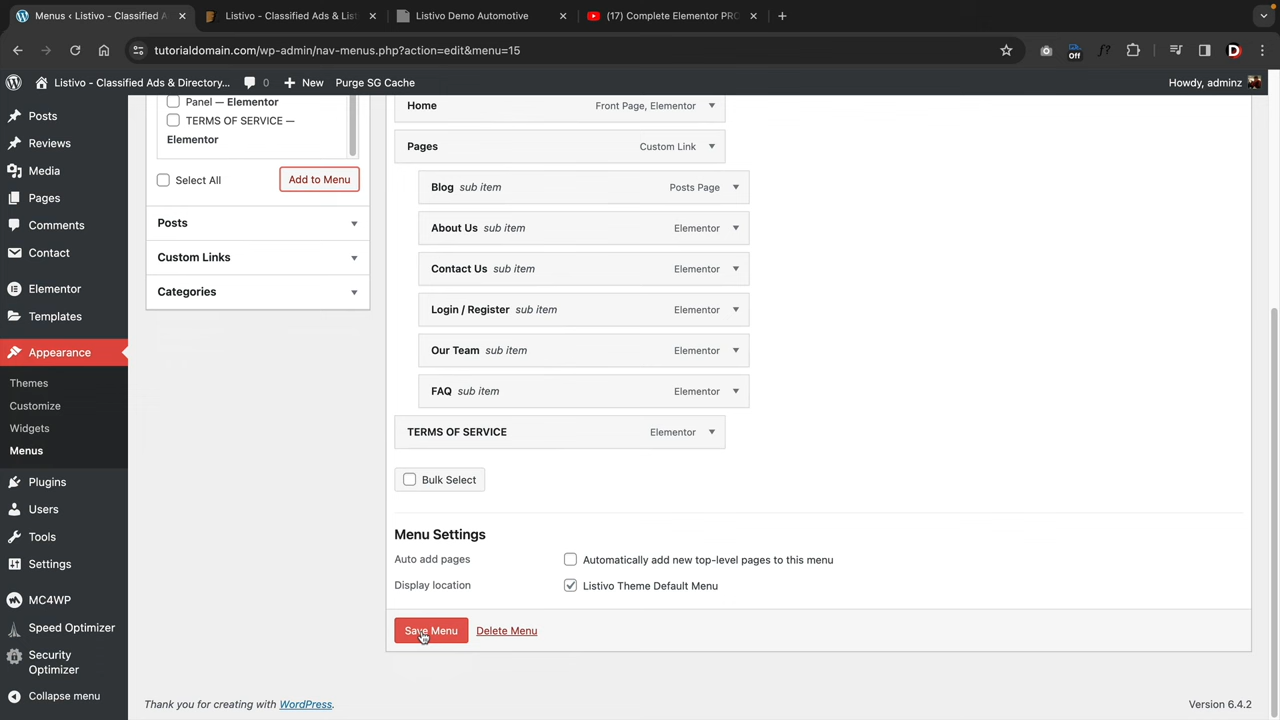 Menus ‹ Listivo - Classified Ads
Listivo - Classified Ads & List
Listivo Demo Automotive
(17) Complete Elementor PRO
tutorialdomain.com/wp-admin/nav-menus.php?action=edit&menu=15
Off
Listivo - Classified Ads & Directory...
0
New
Purge SG Cache
Howdy, adminz
Posts
Reviews
Media
Pages
Comments
Contact
Elementor
Templates
Appearance
Themes
Customize
Widgets
Menus
Plugins
Users
Tools
Settings
MC4WP
Speed Optimizer
Security
Optimizer
Collapse menu
Panel — Elementor
TERMS OF SERVICE —
Elementor
Select All
Add to Menu
Posts
Custom Links
Categories
Home Front Page, Elementor
Pages Custom Link
Blog sub item Posts Page
About Us sub item Elementor
Contact Us sub item Elementor
Login / Register sub item Elementor
Our Team sub item Elementor
FAQ sub item Elementor
TERMS OF SERVICE Elementor
Bulk Select
Menu Settings
Auto add pages Automatically add new top-level pages to this menu
Display location Listivo Theme Default Menu
Save Menu Delete Menu
Thank you for creating with WordPress. Version 6.4.2